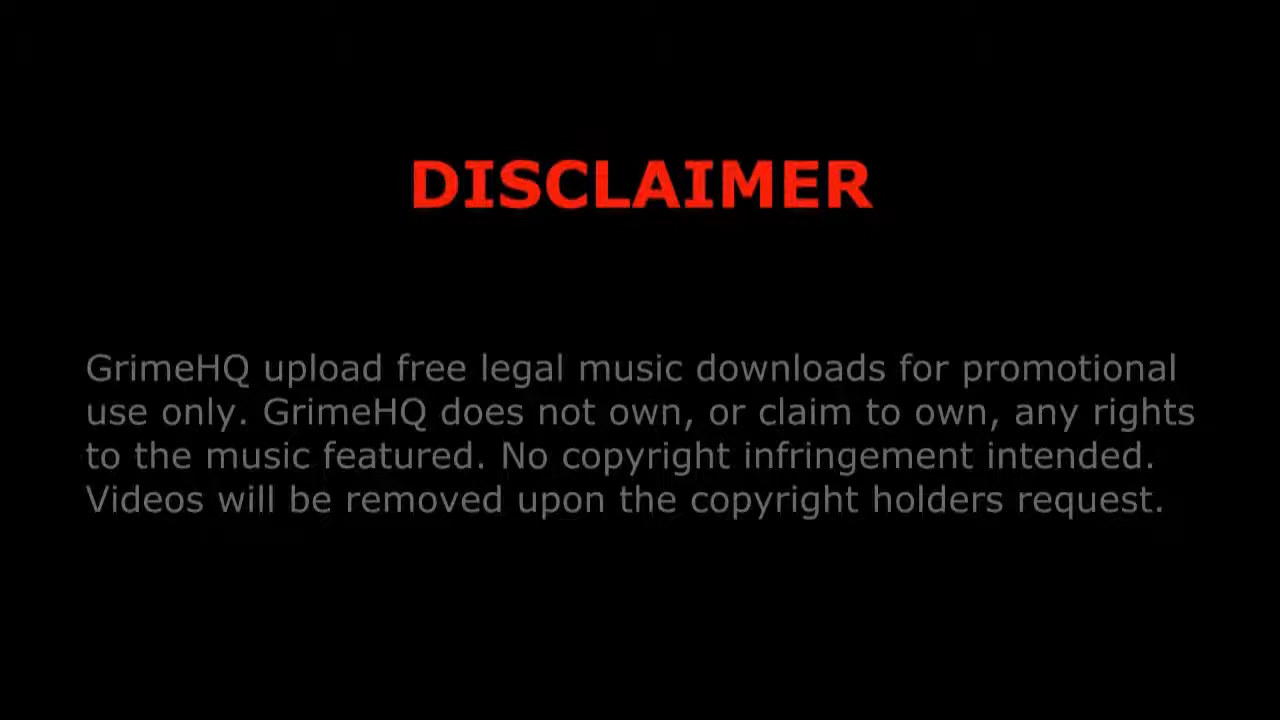 DISCLAIMER
GrimeHQ upload free legal music downloads for promotional
use only. GrimeHQ does not own, or claim to own, any rights
to the music featured. No copyright infringement intended.
Videos will be removed upon the copyright holders request.